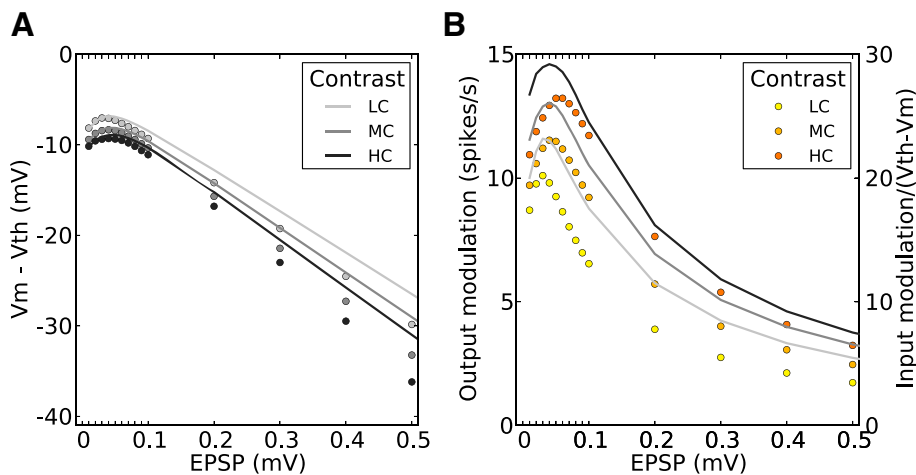 A
Vm - Vth (mV)
0
-10
-20
-30
-40
Contrast
LC
MC
HC
0 0.1 0.2 0.3 0.4 0.5
EPSP (mV)
B
Output modulation (spikes/s)
15
10
5
0
Contrast
LC
MC
HC
0 0.1 0.2 0.3 0.4 0.5
EPSP (mV)
30
20
10
0
Input modulation/(Vth-Vm)